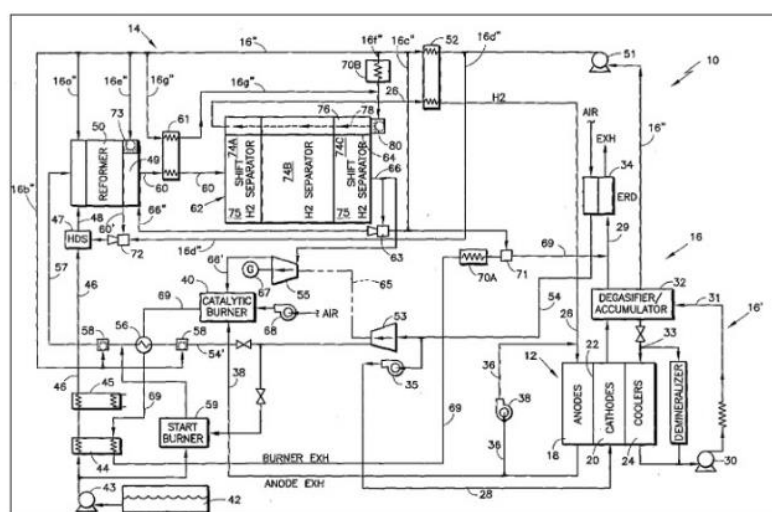 14
16"
16f"
16c"
52
16d"
51
10
16a"
16e"
16g"
70B
26
H2
16g"
AIR
EXH
50
73
61
76
78
80
34
REFORMER
49
74A
SHIFT SEPARATOR
H2
74B
SEPARATOR
H2
74C
SHIFT SEPARATOR
H2
64
66
16"
ERD
60
60
62
75
75
29
16
16b"
47
48
60'
66"
HDS
72
16d"
63
70A
71
69
32
57
46
66'
G
67
55
65
54
26
DEGASIFIER/
ACCUMULATOR
31
16'
40
CATALYTIC
BURNER
69
68
AIR
53
33
58
56
58
54'
12
22
36
35
38
38
ANODES
CATHODES
COOLERS
DEMINERALIZER
46
45
69
59
START
BURNER
69
36
18
20
24
30
44
BURNER EXH
ANODE EXH
28
43
42